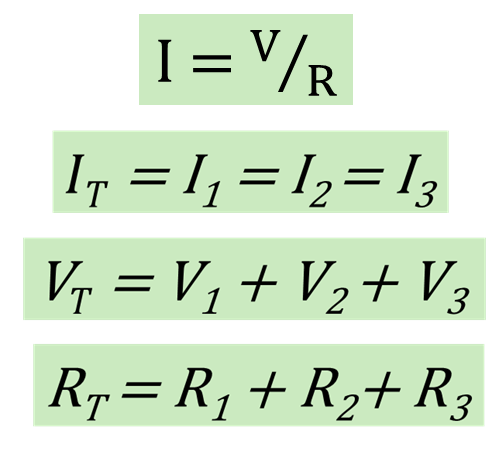 I = V/R
I_T = I_1 = I_2 = I_3
V_T = V_1 + V_2 + V_3
R_T = R_1 + R_2 + R_3